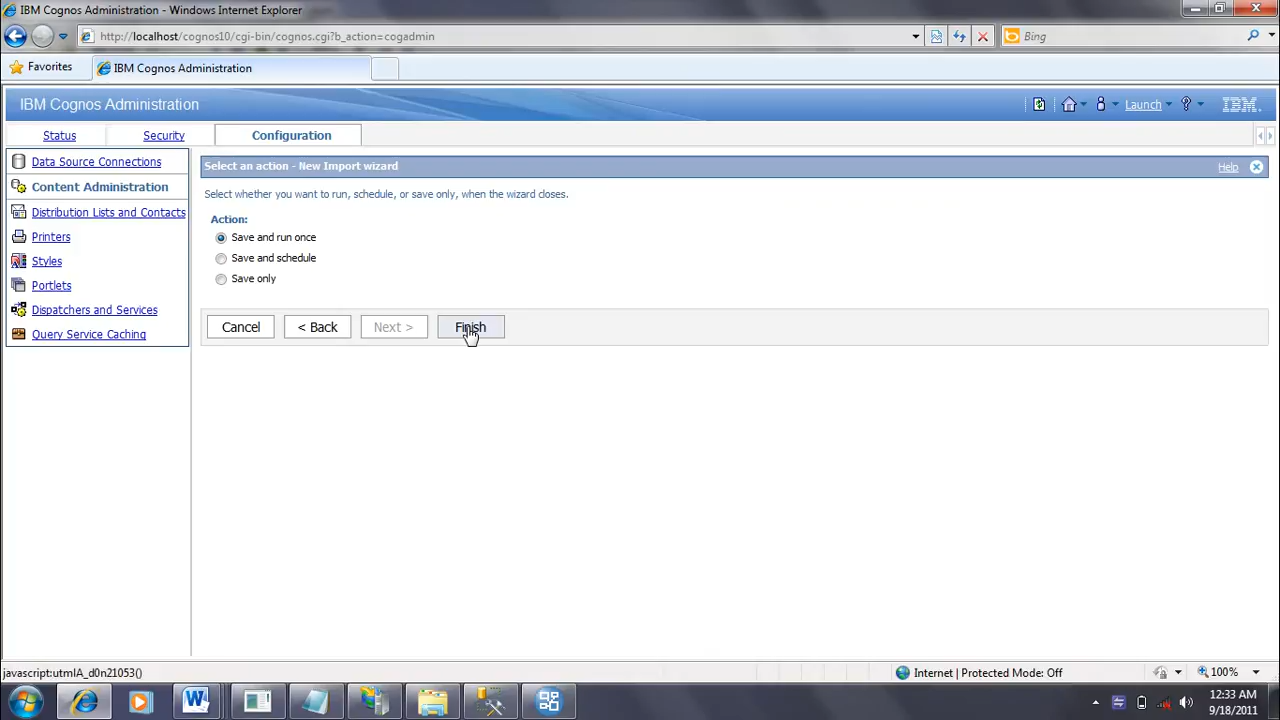 IBM Cognos Administration - Windows Internet Explorer
http://localhost/cognos10/cgi-bin/cognos.cgi?b_action=cogadmin
Bing
Favorites
IBM Cognos Administration
IBM Cognos Administration
Launch
IBM.
Status
Security
Configuration
Data Source Connections
Content Administration
Distribution Lists and Contacts
Printers
Styles
Portlets
Dispatchers and Services
Query Service Caching
Select an action - New Import wizard
Help
Select whether you want to run, schedule, or save only, when the wizard closes.
Action:
Save and run once
Save and schedule
Save only
Cancel
< Back
Next >
Finish
javascript:utmlA_d0n21053()
Internet | Protected Mode: Off
100%
12:33 AM
9/18/2011